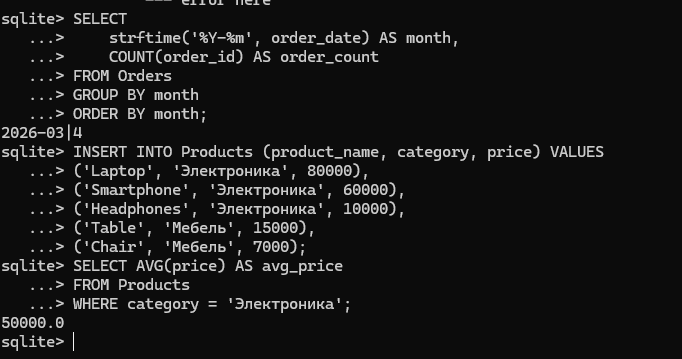 error here
sqlite> SELECT
   ...>     strftime('%Y-%m', order_date) AS month,
   ...>     COUNT(order_id) AS order_count
   ...> FROM Orders
   ...> GROUP BY month
   ...> ORDER BY month;
2026-03|4
sqlite> INSERT INTO Products (product_name, category, price) VALUES
   ...> ('Laptop', 'Электроника', 80000),
   ...> ('Smartphone', 'Электроника', 60000),
   ...> ('Headphones', 'Электроника', 10000),
   ...> ('Table', 'Мебель', 15000),
   ...> ('Chair', 'Мебель', 7000);
sqlite> SELECT AVG(price) AS avg_price
   ...> FROM Products
   ...> WHERE category = 'Электроника';
50000.0
sqlite>